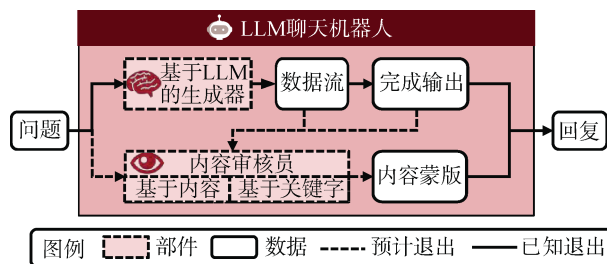 LLM聊天机器人
基于LLM
的生成器
数据流
完成输出
问题
回复
内容审核员
基于内容
基于关键字
内容蒙版
图例
部件
数据
预计退出
已知退出